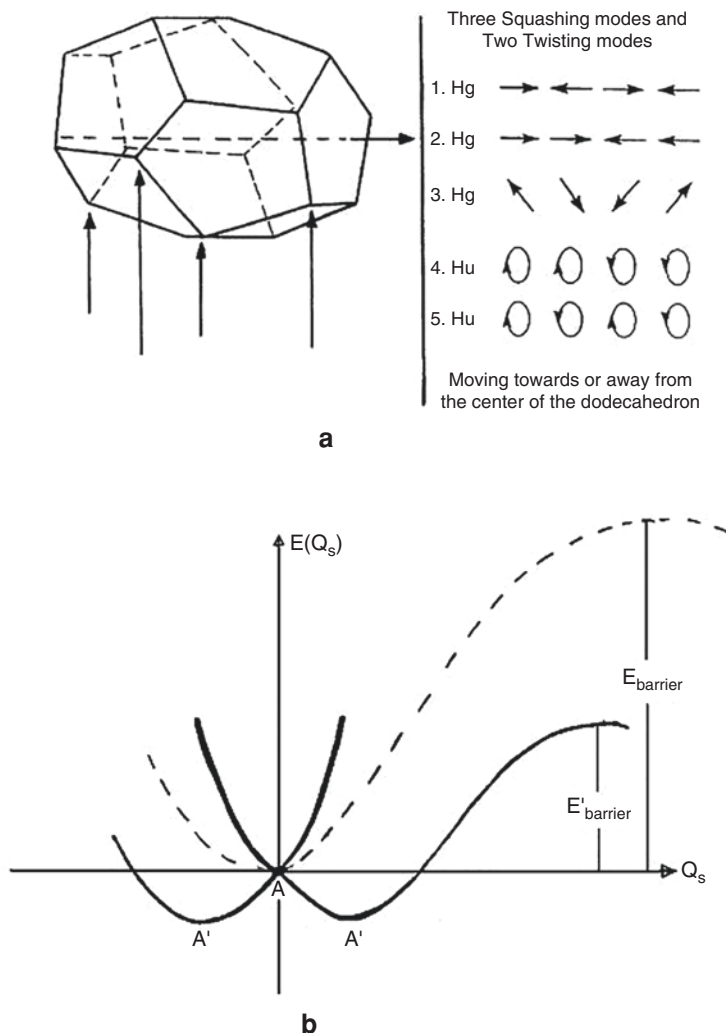 Three Squashing modes and
Two Twisting modes
1. Hg
2. Hg
3. Hg
4. Hu
5. Hu
Moving towards or away from
the center of the dodecahedron
a
E(Qs)
Ebarrier
E'barrier
Qs
A
A'
A'
b